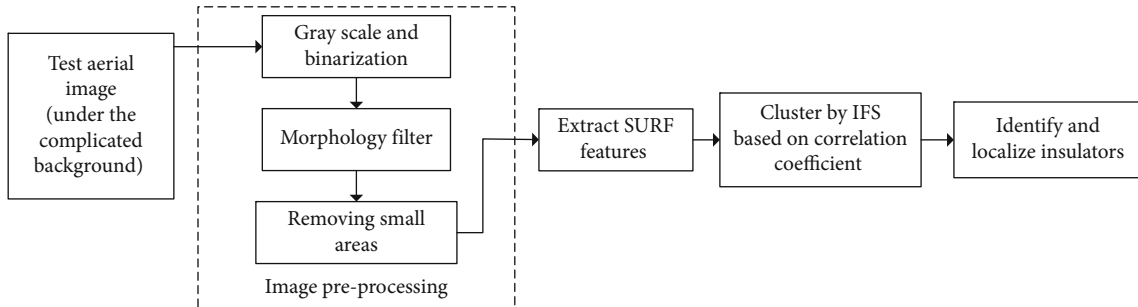 Test aerial
image
(under the
complicated
background)
Gray scale and
binarization
Morphology filter
Removing small
areas
Image pre-processing
Extract SURF
features
Cluster by IFS
based on correlation
coefficient
Identify and
localize insulators